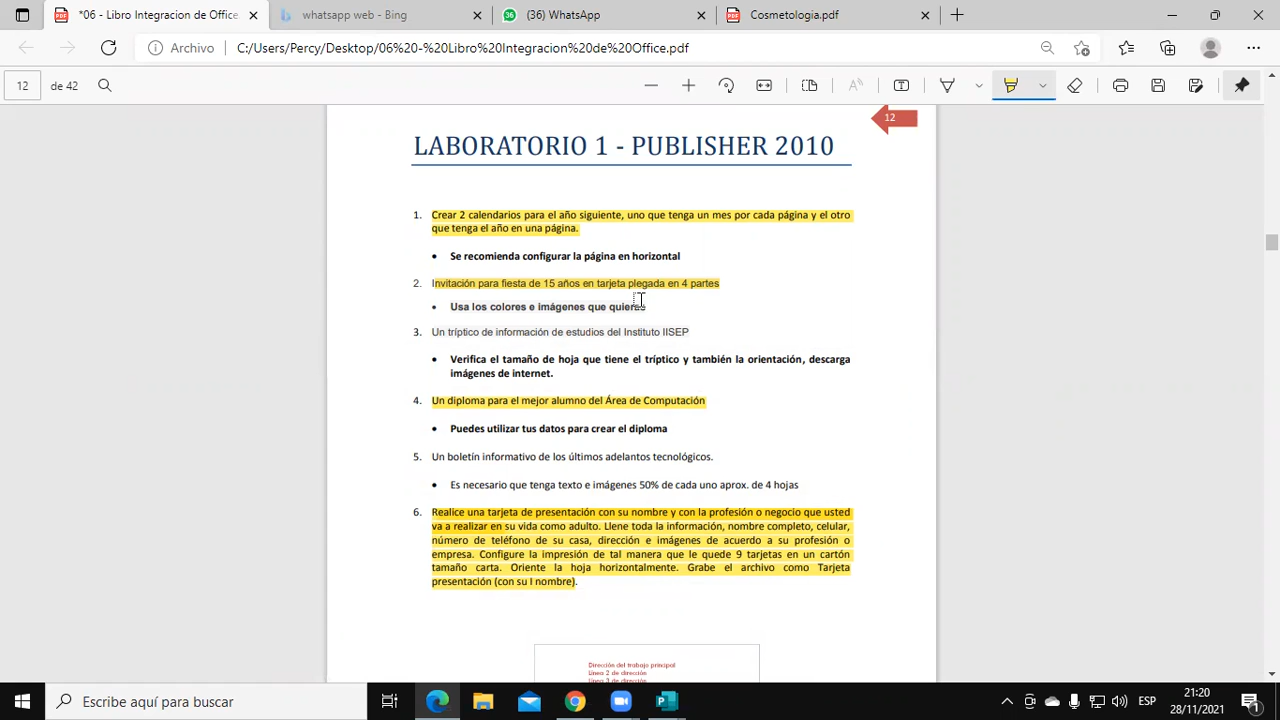 *06 - Libro Integracion de Office
whatsapp web - Bing
36
(36) WhatsApp
PDF
Cosmetologia.pdf
Archivo
C:/Users/Percy/Desktop/06%20-%20Libro%20Integracion%20de%20Office.pdf
12
de 42
12
LABORATORIO 1 - PUBLISHER 2010
1. Crear 2 calendarios para el año siguiente, uno que tenga un mes por cada página y el otro
que tenga el año en una página.
• Se recomienda configurar la página en horizontal
2. Invitación para fiesta de 15 años en tarjeta plegada en 4 partes
• Usa los colores e imágenes que quieras
3. Un tríptico de información de estudios del Instituto IISEP
• Verifica el tamaño de hoja que tiene el tríptico y también la orientación, descarga
imágenes de internet.
4. Un diploma para el mejor alumno del Área de Computación
• Puedes utilizar tus datos para crear el diploma
5. Un boletín informativo de los últimos adelantos tecnológicos.
• Es necesario que tenga texto e imágenes 50% de cada uno aprox. de 4 hojas
6. Realice una tarjeta de presentación con su nombre y con la profesión o negocio que usted
va a realizar en su vida como adulto. Llene toda la información, nombre completo, celular,
número de teléfono de su casa, dirección e imágenes de acuerdo a su profesión o
empresa. Configure la impresión de tal manera que le quede 9 tarjetas en un cartón
tamaño carta. Oriente la hoja horizontalmente. Grabe el archivo como Tarjeta
presentación (con su I nombre).
Dirección del trabajo principal
Línea 2 de dirección
Línea 3 de dirección
Escribe aquí para buscar
ESP
21:20
28/11/2021
1